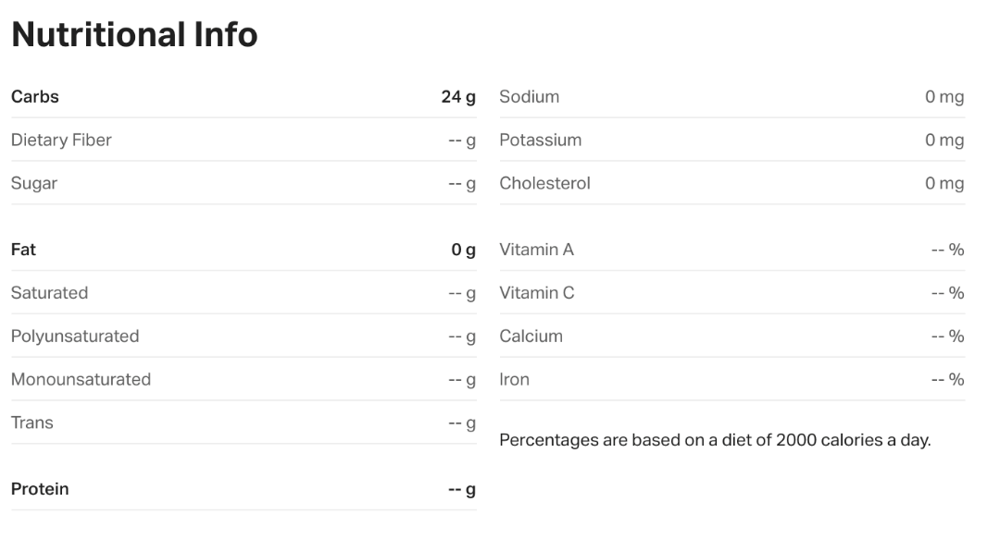 Nutritional Info
Carbs 24 g
Dietary Fiber -- g
Sugar -- g
Fat 0 g
Saturated -- g
Polyunsaturated -- g
Monounsaturated -- g
Trans -- g
Protein -- g
Sodium 0 mg
Potassium 0 mg
Cholesterol 0 mg
Vitamin A -- %
Vitamin C -- %
Calcium -- %
Iron -- %
Percentages are based on a diet of 2000 calories a day.